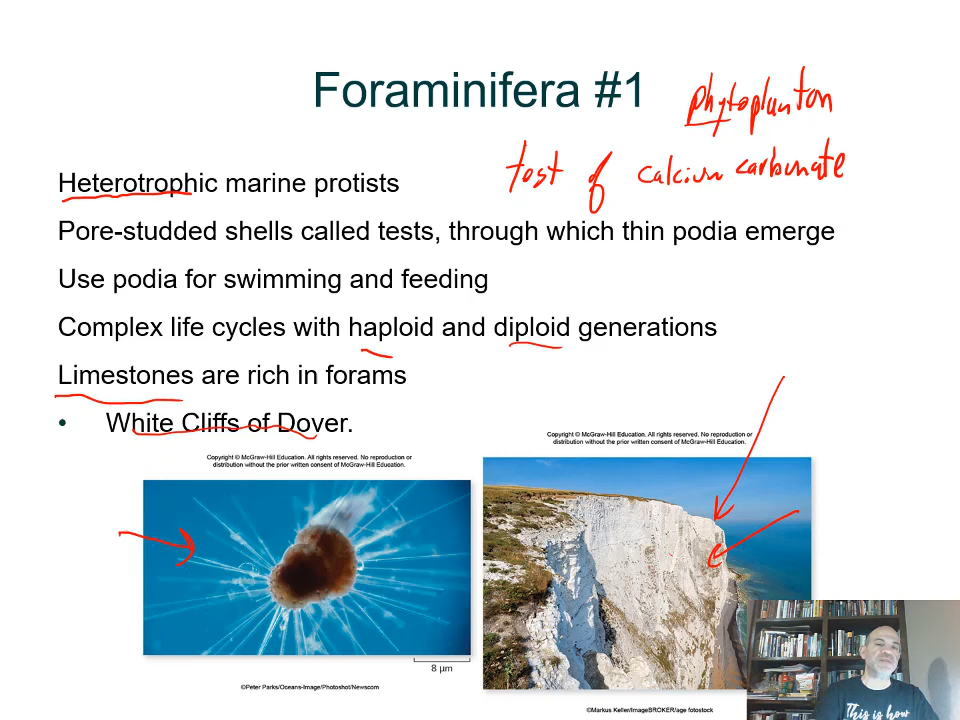 Foraminifera #1
phytoplanton
test of calcium carbonate
Heterotrophic marine protists
Pore-studded shells called tests, through which thin podia emerge
Use podia for swimming and feeding
Complex life cycles with haploid and diploid generations
Limestones are rich in forams
• White Cliffs of Dover.
Copyright © McGraw-Hill Education. All rights reserved. No reproduction or
distribution without the prior written consent of McGraw-Hill Education.
8 µm
©Peter Parks/Oceans-Image/Photoshot/Newscom
Copyright © McGraw-Hill Education. All rights reserved. No reproduction or
distribution without the prior written consent of McGraw-Hill Education.
©Markus Keller/ImageBROKER/age fotostock
This is how